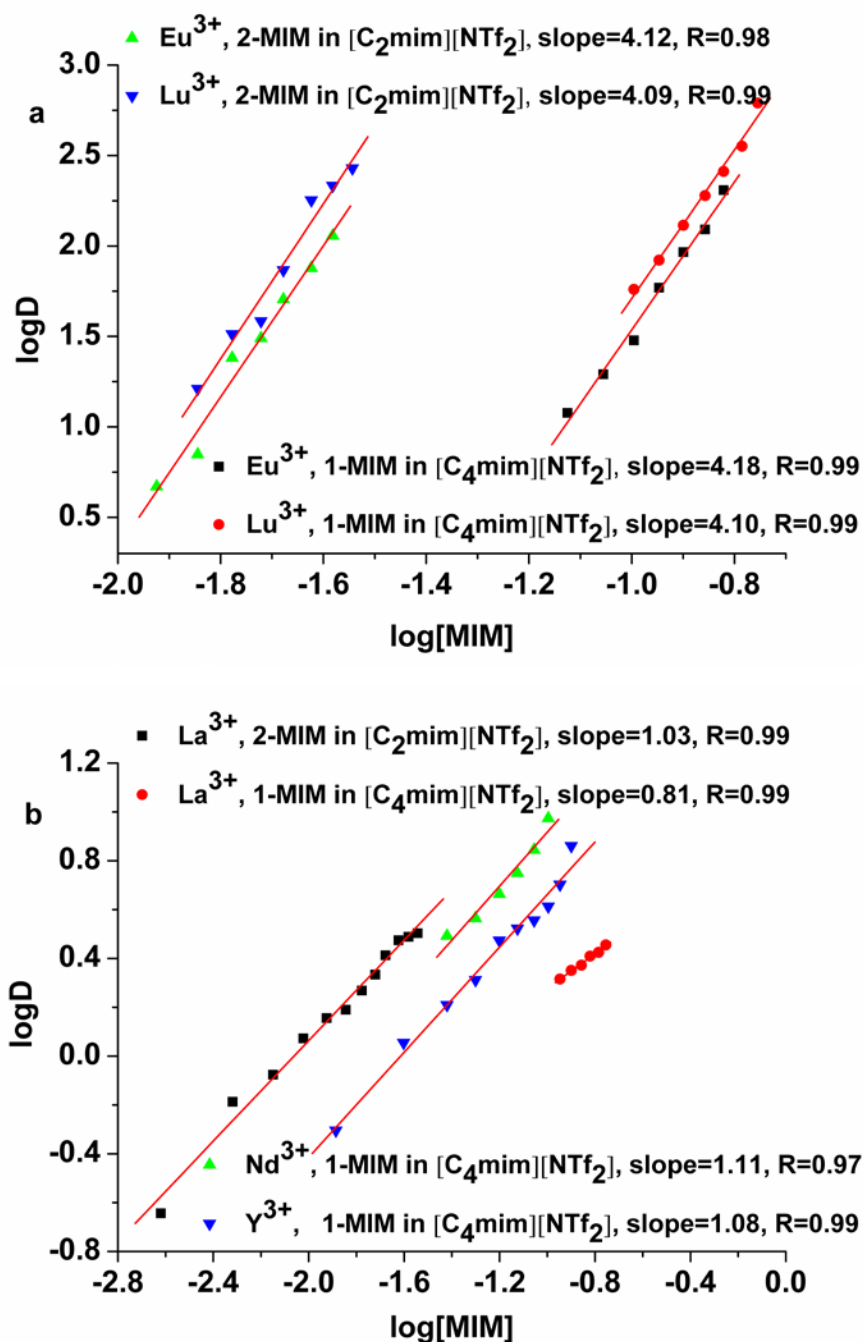 Eu3+, 2-MIM in [C2mim][NTf2], slope=4.12, R=0.98
Lu3+, 2-MIM in [C2mim][NTf2], slope=4.09, R=0.99
a
3.0
2.5
2.0
1.5
1.0
0.5
logD
Eu3+, 1-MIM in [C4mim][NTf2], slope=4.18, R=0.99
Lu3+, 1-MIM in [C4mim][NTf2], slope=4.10, R=0.99
-2.0 -1.8 -1.6 -1.4 -1.2 -1.0 -0.8
log[MIM]
La3+, 2-MIM in [C2mim][NTf2], slope=1.03, R=0.99
La3+, 1-MIM in [C4mim][NTf2], slope=0.81, R=0.99
b
1.2
0.8
0.4
0.0
-0.4
-0.8
logD
Nd3+, 1-MIM in [C4mim][NTf2], slope=1.11, R=0.97
Y3+, 1-MIM in [C4mim][NTf2], slope=1.08, R=0.99
-2.8 -2.4 -2.0 -1.6 -1.2 -0.8 -0.4 0.0
log[MIM]